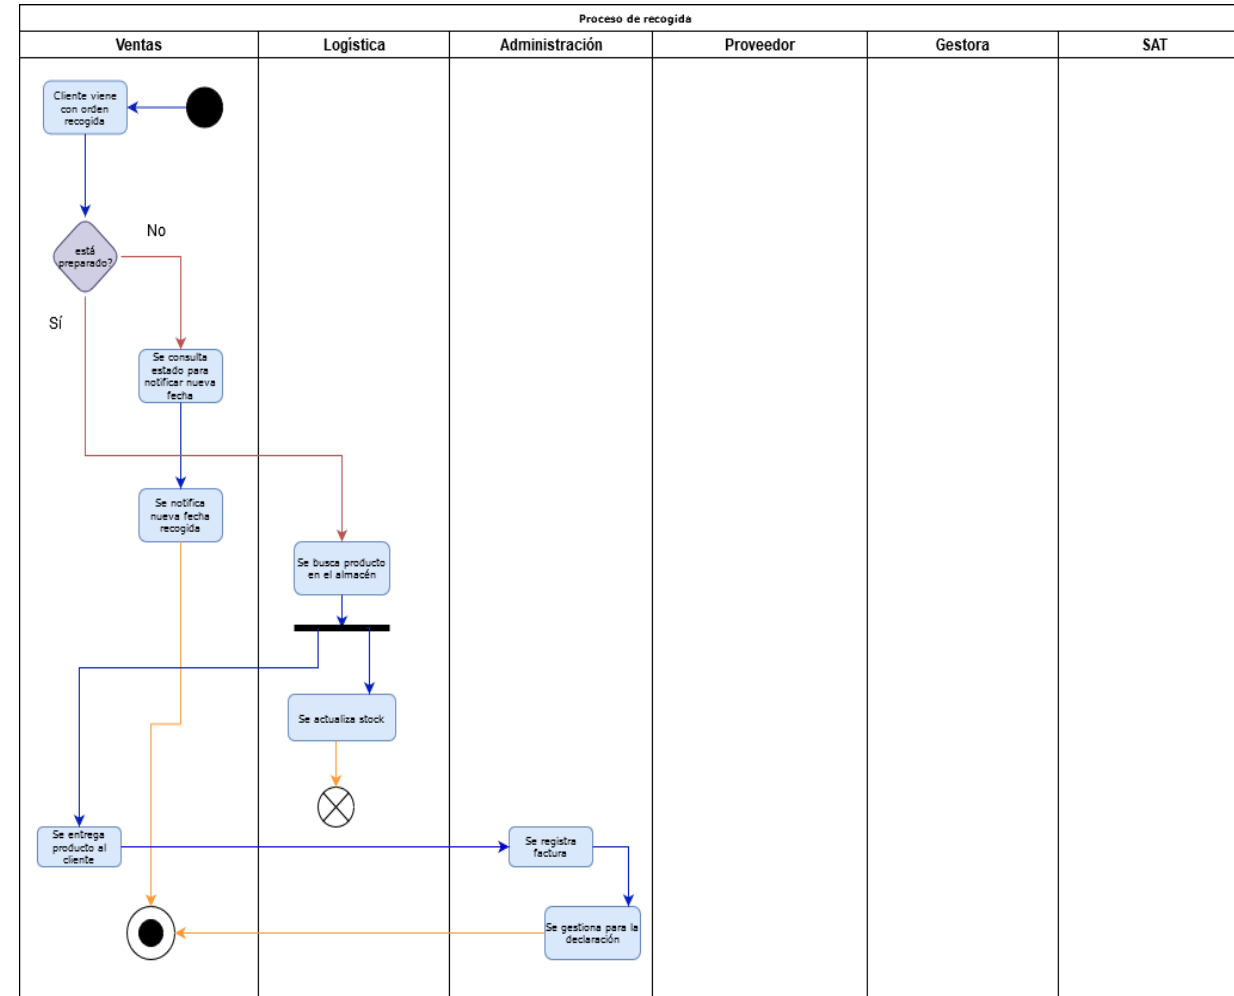 Proceso de recogida
Ventas
Logística
Administración
Proveedor
Gestora
SAT
Cliente viene
con orden
recogida
No
está
preparado?
Sí
Se consulta
estado para
notificar nueva
fecha
Se notifica
nueva fecha
recogida
Se busca producto
en el almacén
Se actualiza stock
Se entrega
producto al
cliente
Se registra
factura
Se gestiona para la
declaración